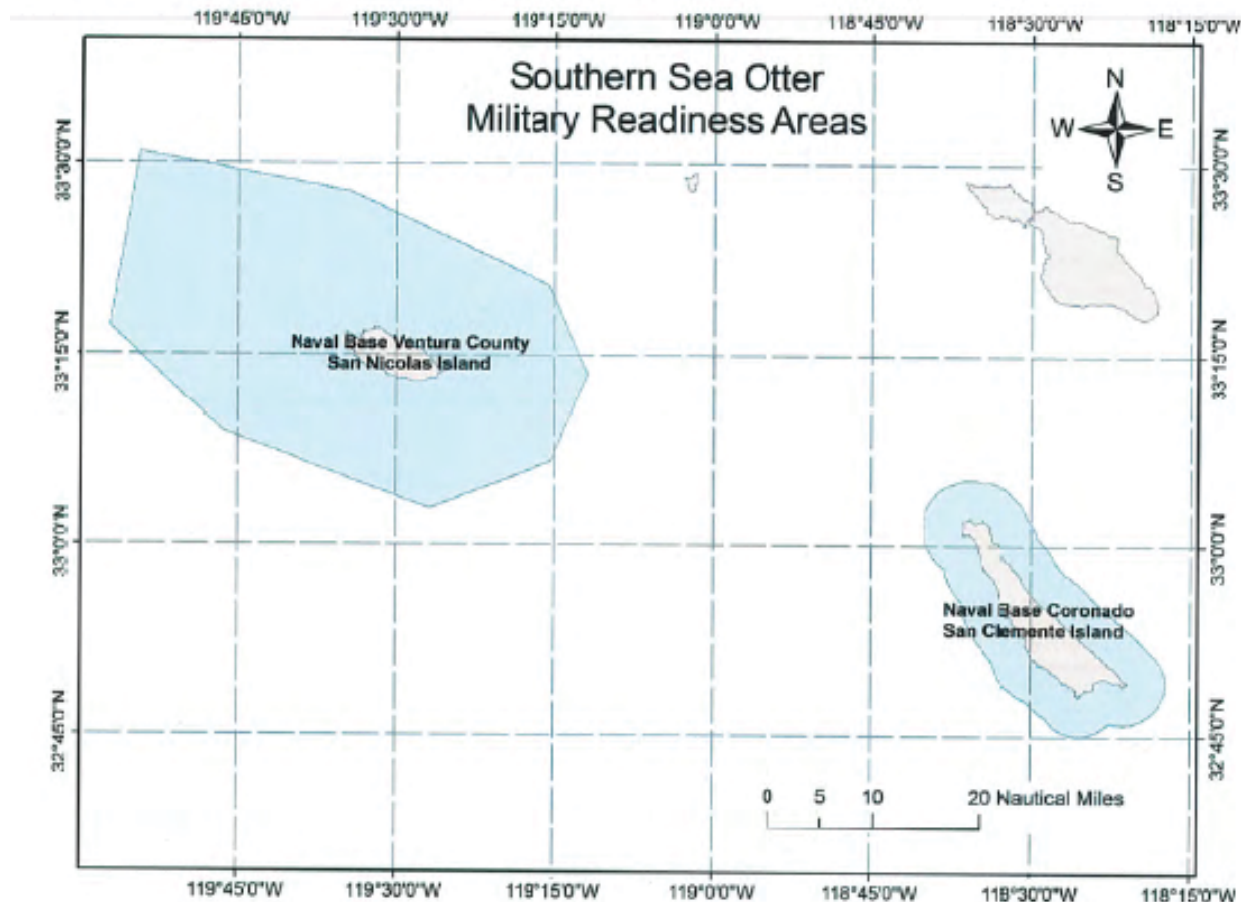 119°45'0"W 119°30'0"W 119°15'0"W 119°0'0"W 118°45'0"W 118°30'0"W 118°15'0"W
Southern Sea Otter
Military Readiness Areas
N
W E
S
33°30'0"N 33°30'0"N
Naval Base Ventura County
San Nicolas Island
33°15'0"N 33°15'0"N
33°0'0"N 33°0'0"N
Naval Base Coronado
San Clemente Island
32°45'0"N 32°45'0"N
0 5 10 20 Nautical Miles
119°45'0"W 119°30'0"W 119°15'0"W 119°0'0"W 118°45'0"W 118°30'0"W 118°15'0"W